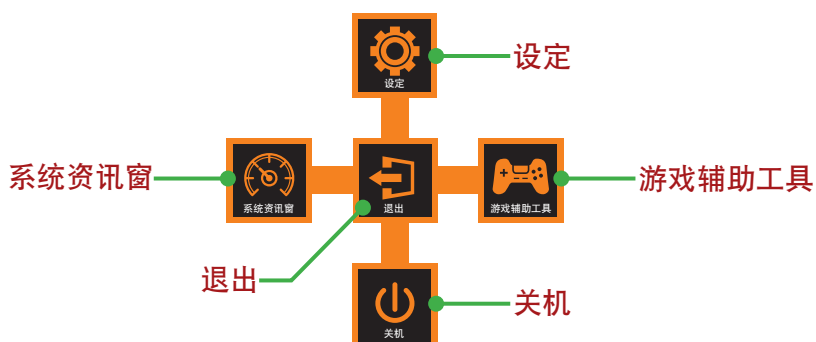 设定
设定
系统资讯窗
系统资讯窗
退出
游戏辅助工具
游戏辅助工具
退出
关机
关机